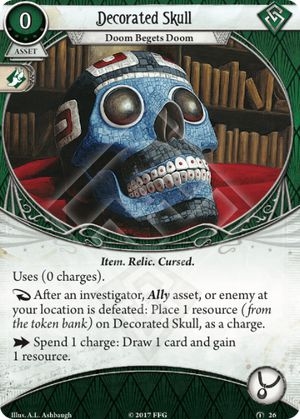 0
Decorated Skull
ASSET
Doom Begets Doom
Item. Relic. Cursed.
Uses (0 charges).
After an investigator, Ally asset, or enemy at
your location is defeated: Place 1 resource (from
the token bank) on Decorated Skull, as a charge.
Spend 1 charge: Draw 1 card and gain
1 resource.
Illus. A.L. Ashbaugh
© 2017 FFG
26